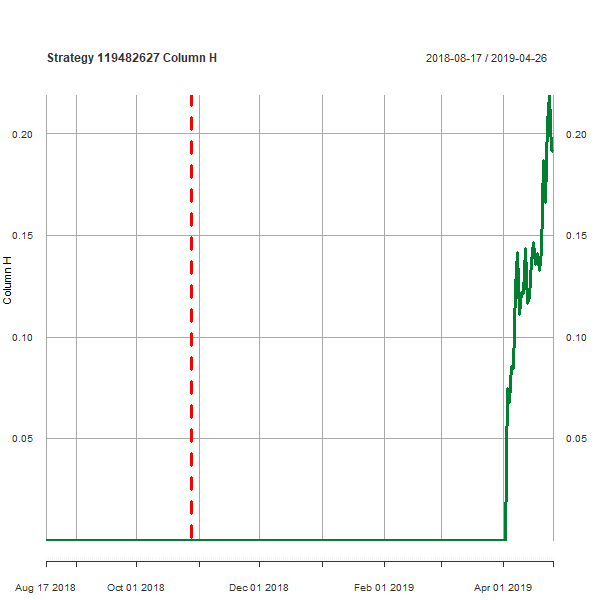 Strategy 119482627 Column H
2018-08-17 / 2019-04-26
0.20
0.20
0.15
0.15
Column H
0.10
0.10
0.05
0.05
Aug 17 2018
Oct 01 2018
Dec 01 2018
Feb 01 2019
Apr 01 2019